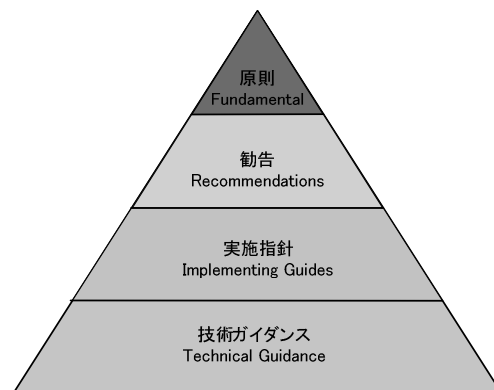 原則
Fundamental
勧告
Recommendations
実施指針
Implementing Guides
技術ガイダンス
Technical Guidance